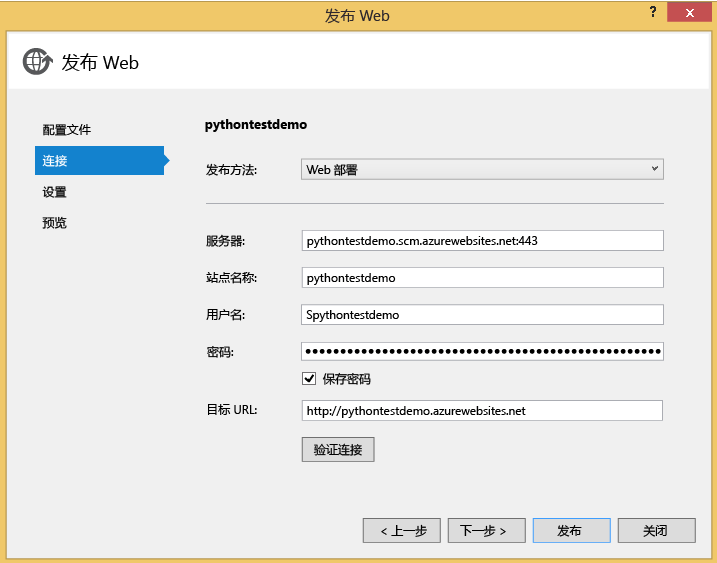 发布 Web
? x
发布 Web
配置文件
连接
设置
预览
pythontestdemo
发布方法: Web 部署
服务器: pythontestdemo.scm.azurewebsites.net:443
站点名称: pythontestdemo
用户名: Spythontestdemo
密码: ●●●●●●●●●●●●●●●●●●●●●●●●●●●●●●●●●●●●●●●●●●●●●●●●●●●
保存密码
目标 URL: http://pythontestdemo.azurewebsites.net
验证连接
< 上一步 下一步 > 发布 关闭